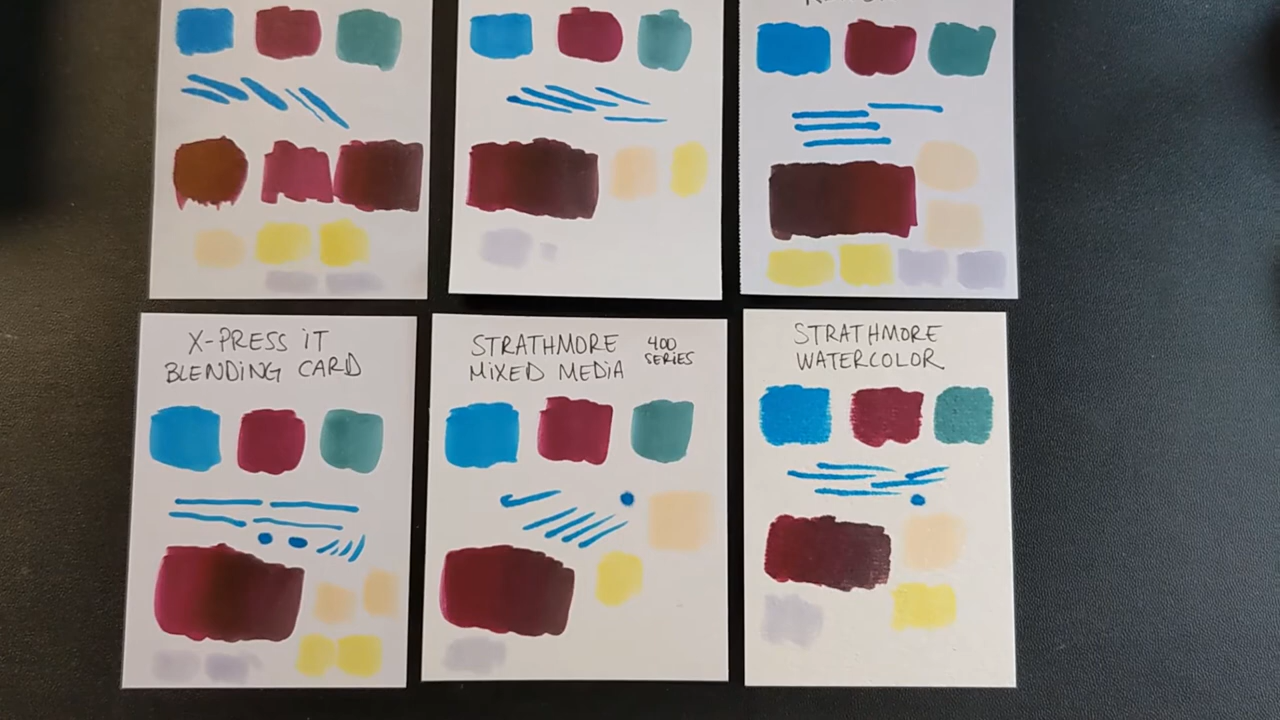 X-PRESS iT
BLENDING CARD
STRATHMORE 400
MiXED MEDiA SERiES
STRATHMORE
WATERCOLOR